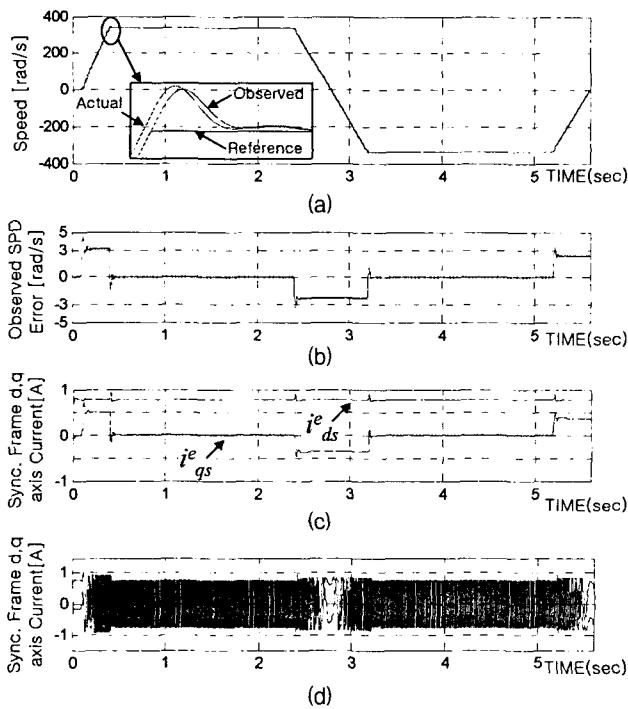 400
200
0
-200
-400
Speed [rad/s]
Actual
Observed
Reference
0 1 2 3 4 5 TIME(sec)
(a)
5
3
0
-3
-5
Observed SPD
Error [rad/s]
0 1 2 3 4 5 TIME(sec)
(b)
1
0
-1
Sync. Frame d,q
axis Current[A]
i^e_qs
i^e_ds
0 1 2 3 4 5 TIME(sec)
(c)
1
0
-1
Sync. Frame d,q
axis Current[A]
0 1 2 3 4 5 TIME(sec)
(d)